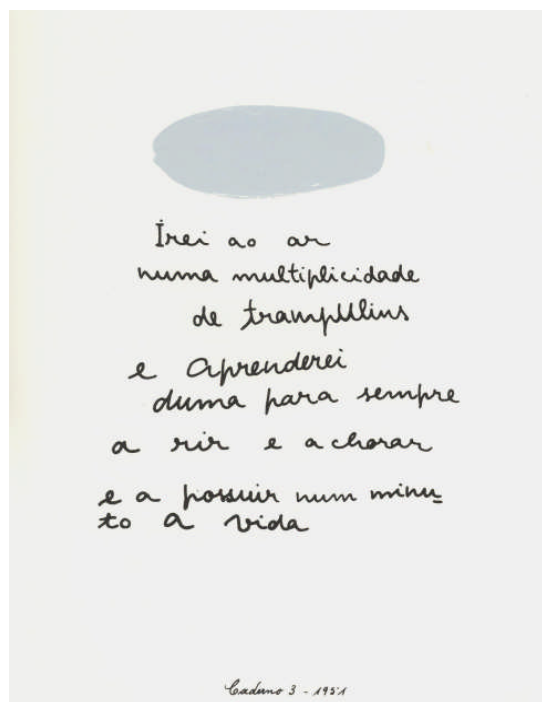 Irei ao ar
numa multiplicidade
de trampUlins
e aprenderei
duma para sempre
a rir e a chorar
e a possuir num minu=
to a vida
Caderno 3 - 1951